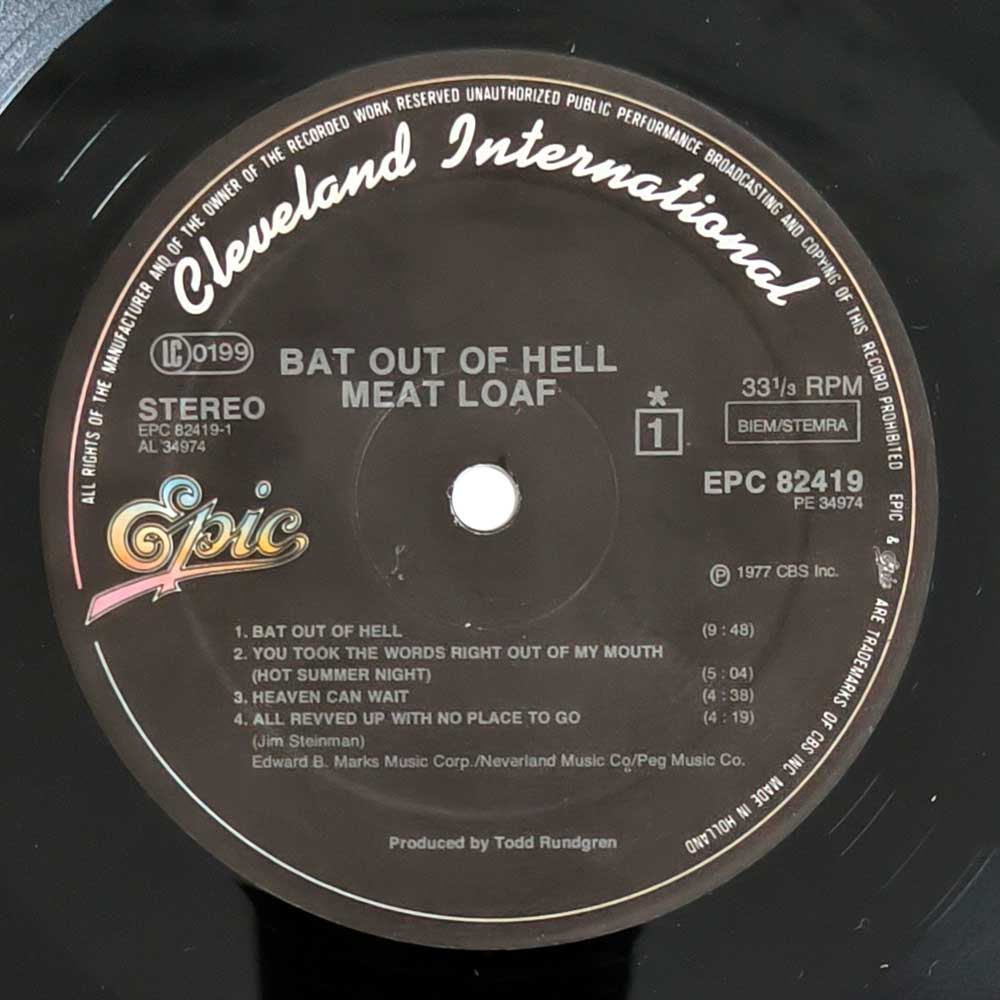 ALL RIGHTS OF THE MANUFACTURER AND OF THE OWNER OF THE RECORDED WORK RESERVED UNAUTHORIZED PUBLIC PERFORMANCE BROADCASTING AND COPYING OF THIS RECORD PROHIBITED EPIC & Epic ARE TRADEMARKS OF CBS INC. MADE IN HOLLAND
Cleveland International
LC 0199
BAT OUT OF HELL
MEAT LOAF
STEREO
EPC 82419-1
AL 34974
*
1
33 1/3 RPM
BIEM/STEMRA
EPC 82419
PE 34974
Epic
℗ 1977 CBS Inc.
1. BAT OUT OF HELL (9 : 48)
2. YOU TOOK THE WORDS RIGHT OUT OF MY MOUTH
(HOT SUMMER NIGHT) (5 : 04)
3. HEAVEN CAN WAIT (4 : 38)
4. ALL REVVED UP WITH NO PLACE TO GO (4 : 19)
(Jim Steinman)
Edward B. Marks Music Corp./Neverland Music Co/Peg Music Co.
Produced by Todd Rundgren